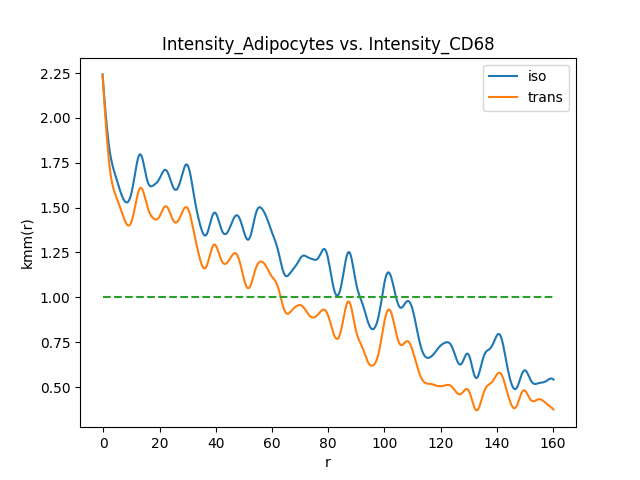 Intensity_Adipocytes vs. Intensity_CD68
iso
trans
2.25
2.00
1.75
1.50
1.25
1.00
0.75
0.50
kmm(r)
0 20 40 60 80 100 120 140 160
r